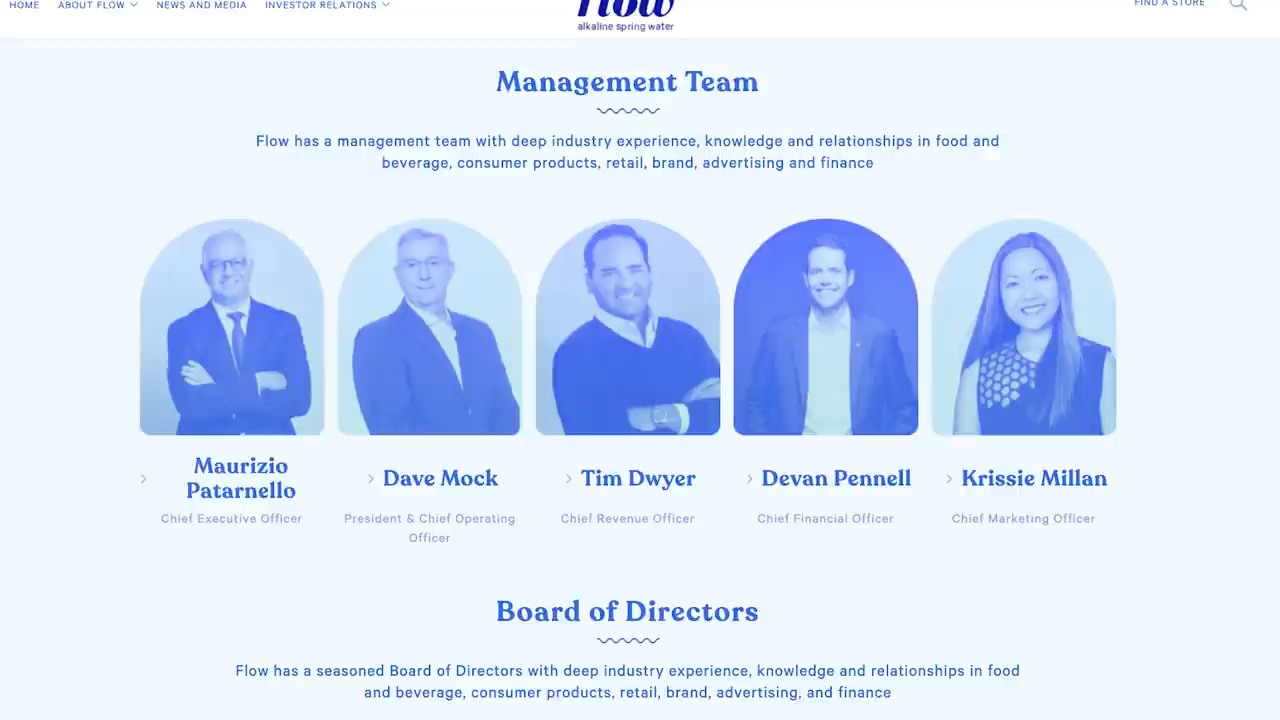 HOME ABOUT FLOW NEWS AND MEDIA INVESTOR RELATIONS FIND A STORE
flow
alkaline spring water
Management Team
Flow has a management team with deep industry experience, knowledge and relationships in food and
beverage, consumer products, retail, brand, advertising and finance
Maurizio
Patarnello
Chief Executive Officer
Dave Mock
President & Chief Operating
Officer
Tim Dwyer
Chief Revenue Officer
Devan Pennell
Chief Financial Officer
Krissie Millan
Chief Marketing Officer
Board of Directors
Flow has a seasoned Board of Directors with deep industry experience, knowledge and relationships in food
and beverage, consumer products, retail, brand, advertising, and finance